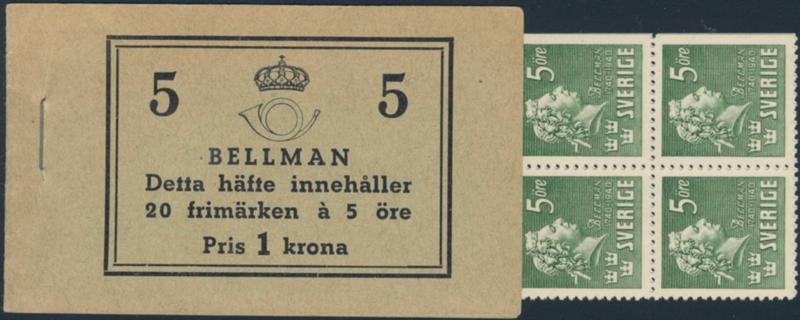 5 5
BELLMAN
Detta häfte innehåller
20 frimärken à 5 öre
Pris 1 krona
5 öre
BELLMAN
1740-1940
SVERIGE
5 öre
BELLMAN
1740-1940
SVERIGE
5 öre
BELLMAN
1740-1940
SVERIGE
5 öre
BELLMAN
1740-1940
SVERIGE